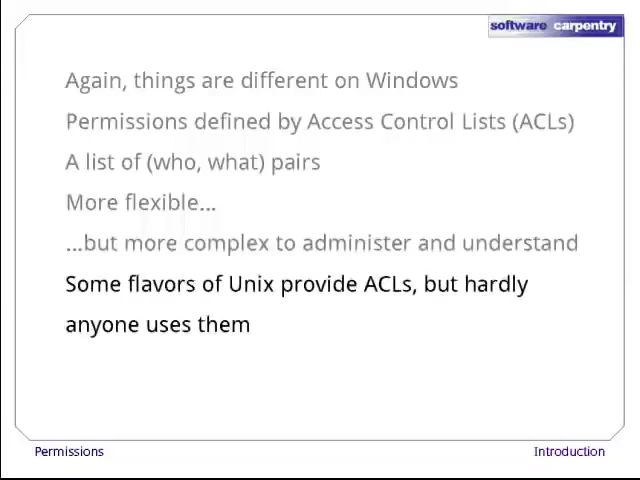 software carpentry
Again, things are different on Windows
Permissions defined by Access Control Lists (ACLs)
A list of (who, what) pairs
More flexible...
...but more complex to administer and understand
Some flavors of Unix provide ACLs, but hardly
anyone uses them
Permissions
Introduction